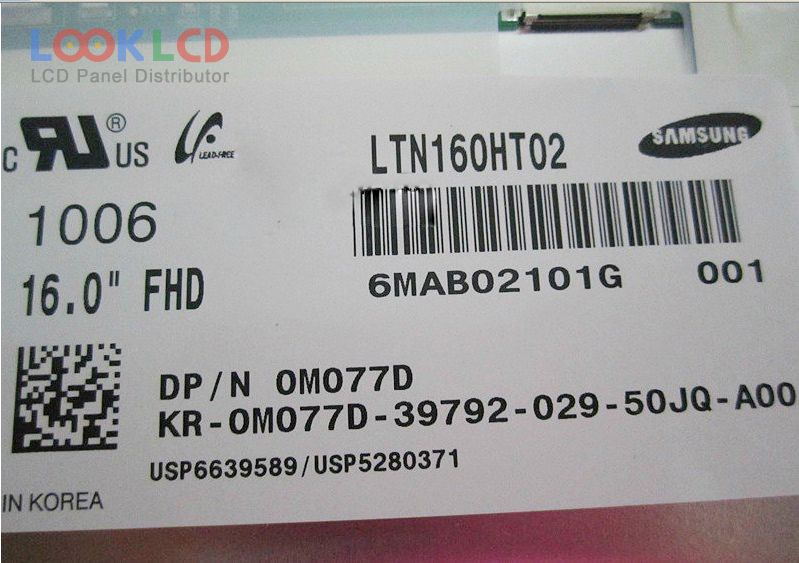 LOOKLCD
LCD Panel Distributor
C RU® US
LEAD-FREE
LTN160HT02
SAMSUNG
1006
16.0" FHD
6MAB02101G 001
DP/N 0M077D
KR-0M077D-39792-029-50JQ-A00
USP6639589/USP5280371
IN KOREA